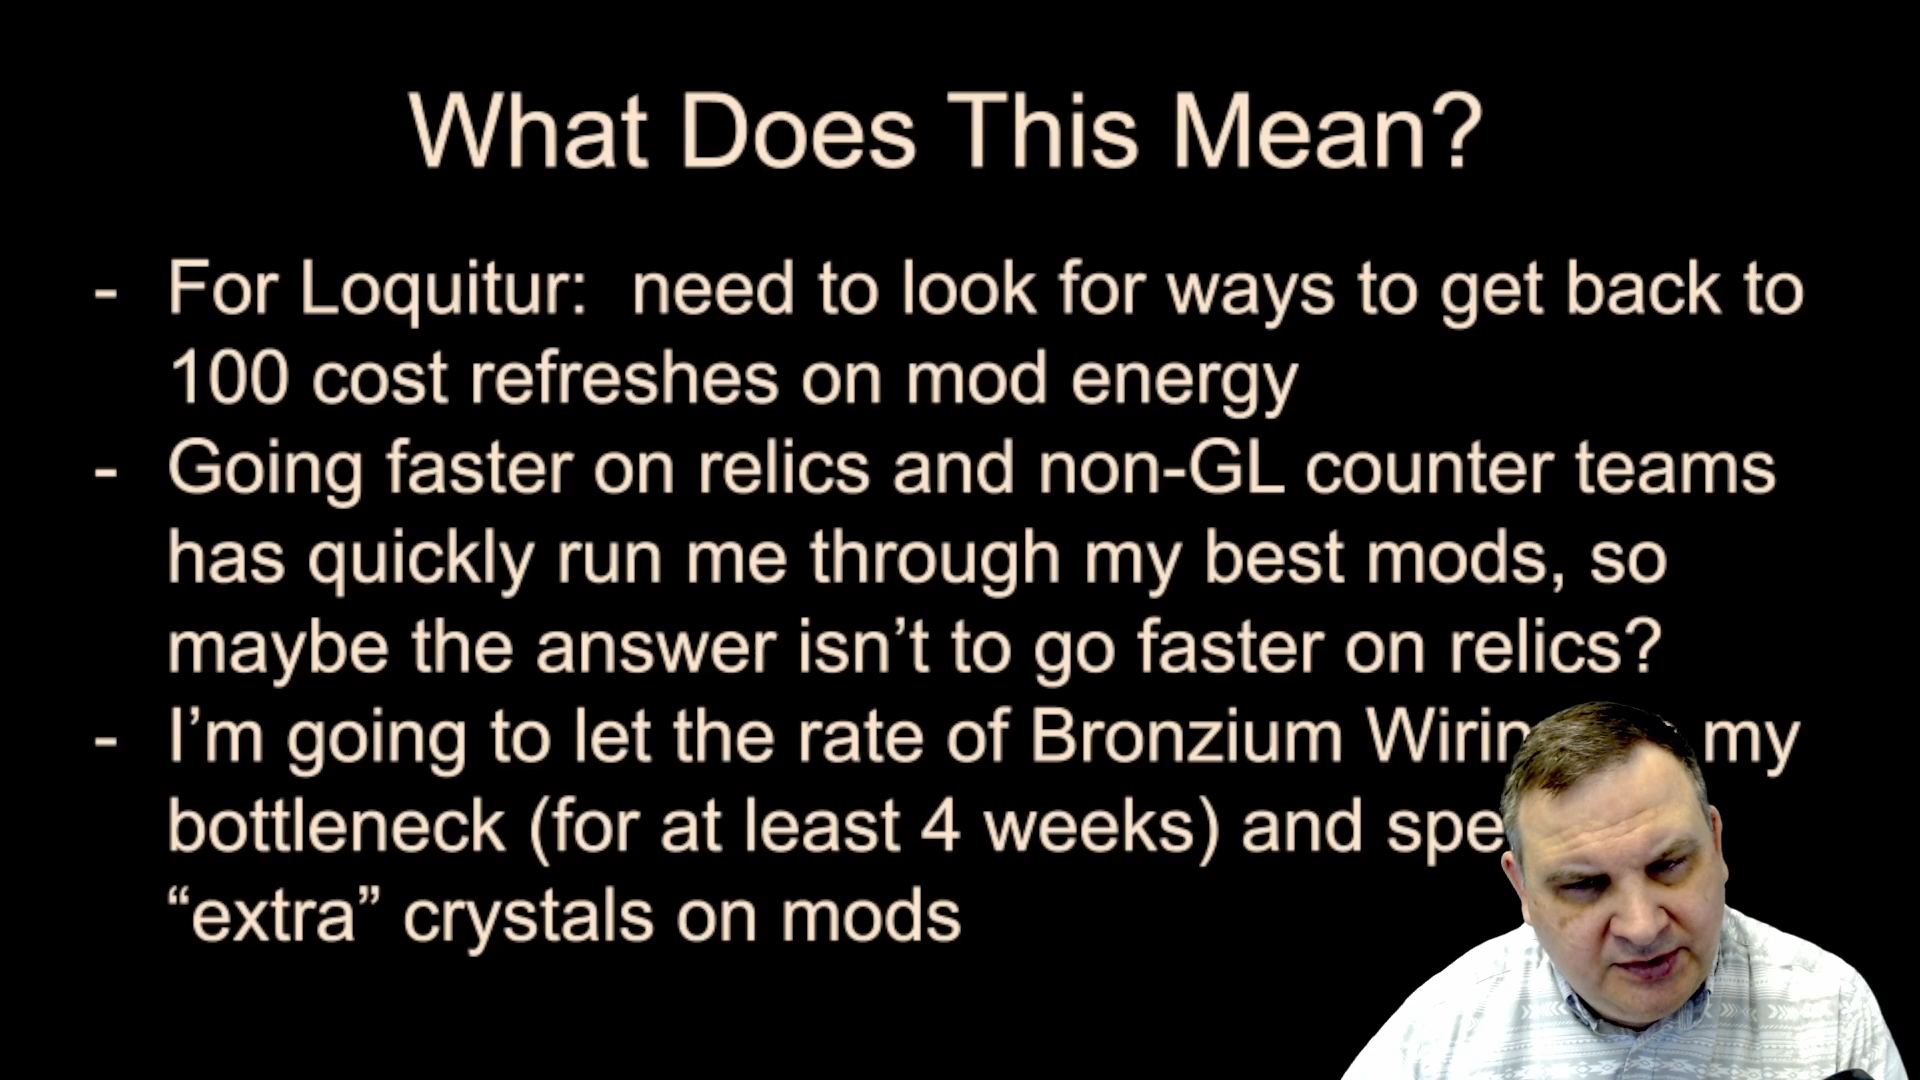 What Does This Mean?
- For Loquitur: need to look for ways to get back to
100 cost refreshes on mod energy
- Going faster on relics and non-GL counter teams
has quickly run me through my best mods, so
maybe the answer isn’t to go faster on relics?
- I’m going to let the rate of Bronzium my
bottleneck (for at least 4 weeks) and
“extra” crystals on mods